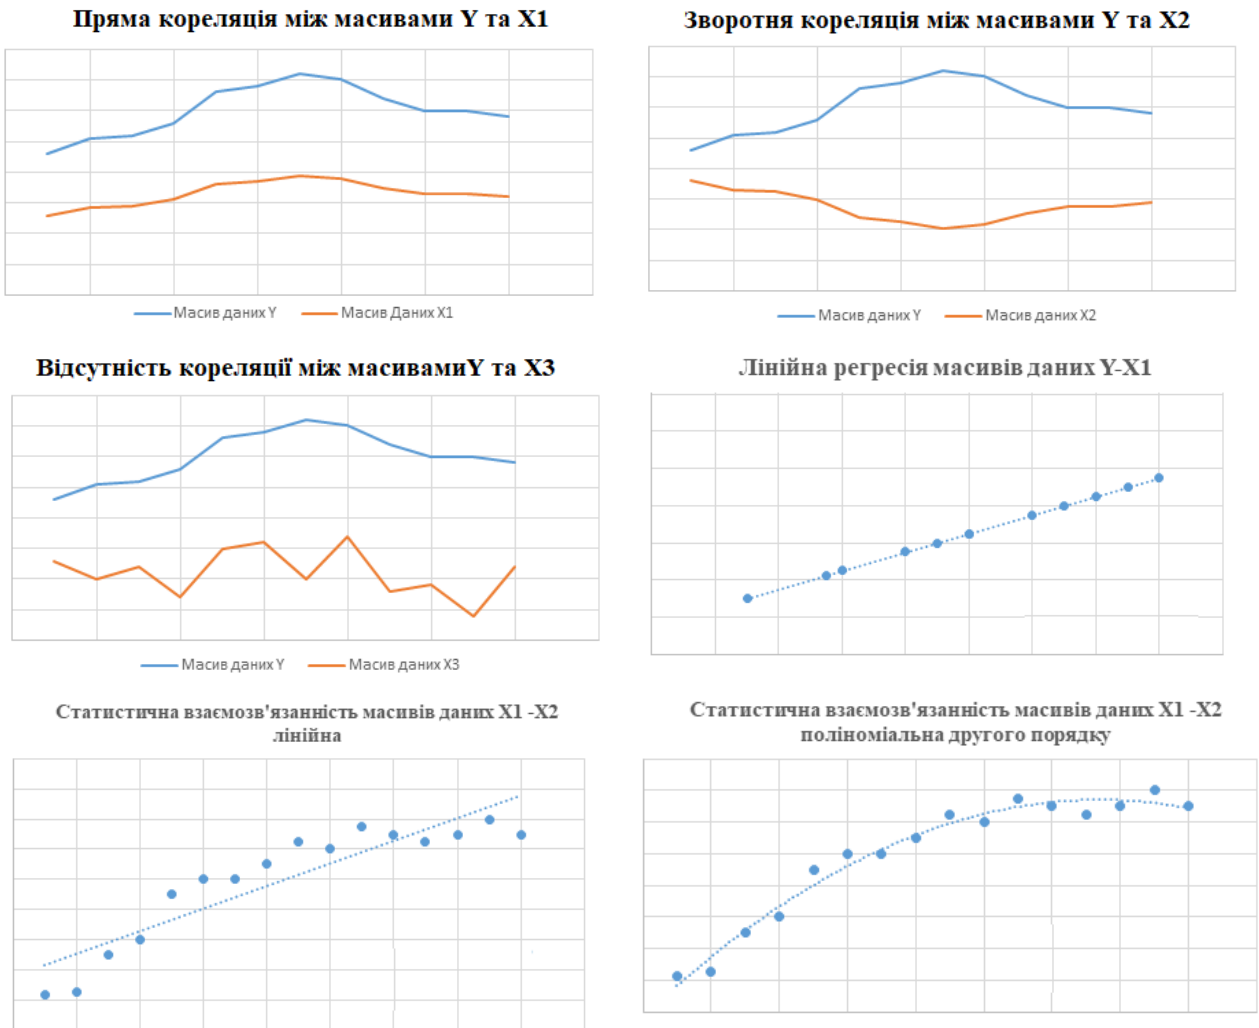 Пряма кореляція між масивами Y та X1
Масив даних Y
Масив Даних X1
Зворотня кореляція між масивами Y та X2
Масив даних Y
Масив даних X2
Відсутність кореляції між масивамиY та X3
Масив даних Y
Масив даних X3
Лінійна регресія масивів даних Y-X1
Статистична взаємозв'язанність масивів даних X1 -X2
лінійна
Статистична взаємозв'язанність масивів даних X1 -X2
поліноміальна другого порядку